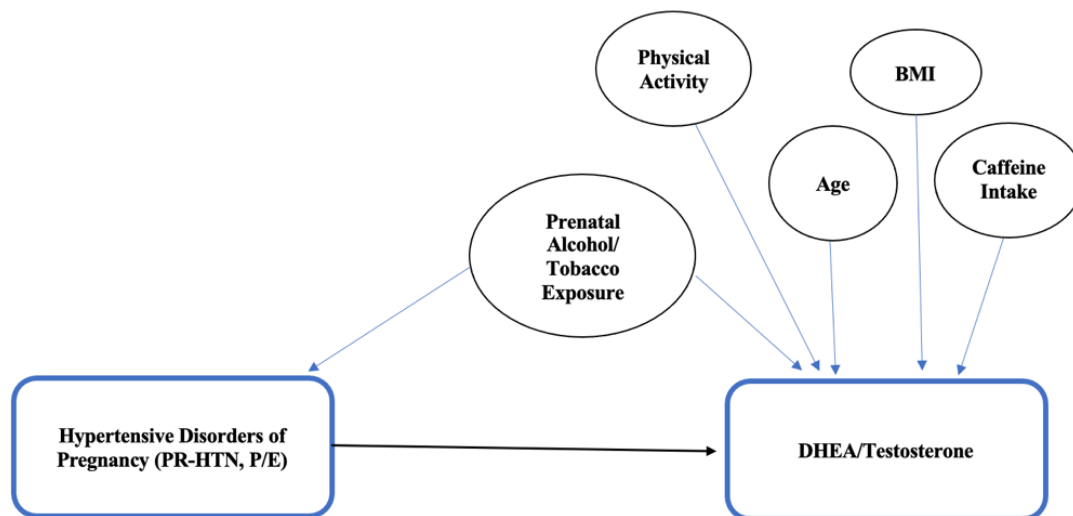 Physical
Activity
BMI
Age
Caffeine
Intake
Prenatal
Alcohol/
Tobacco
Exposure
Hypertensive Disorders of
Pregnancy (PR-HTN, P/E)
DHEA/Testosterone